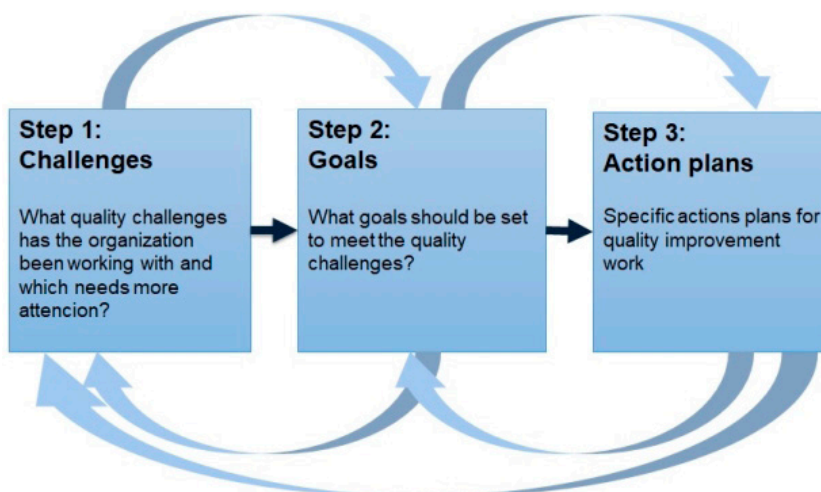 Step 1:
Challenges
What quality challenges
has the organization
been working with and
which needs more
attencion?
Step 2:
Goals
What goals should be set
to meet the quality
challenges?
Step 3:
Action plans
Specific actions plans for
quality improvement
work